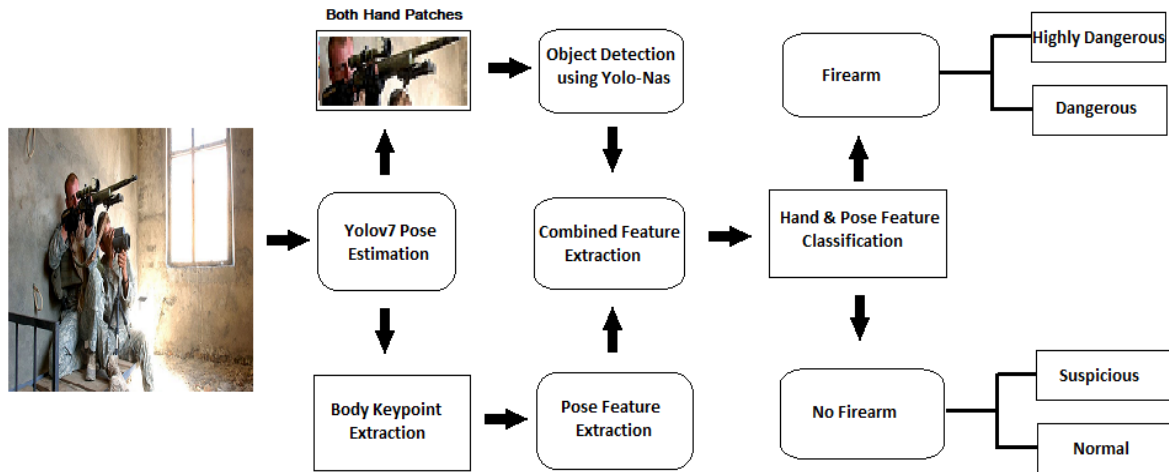 Both Hand Patches
Object Detection
using Yolo-Nas
Firearm
Highly Dangerous
Dangerous
Yolov7 Pose
Estimation
Combined Feature
Extraction
Hand & Pose Feature
Classification
Body Keypoint
Extraction
Pose Feature
Extraction
No Firearm
Suspicious
Normal